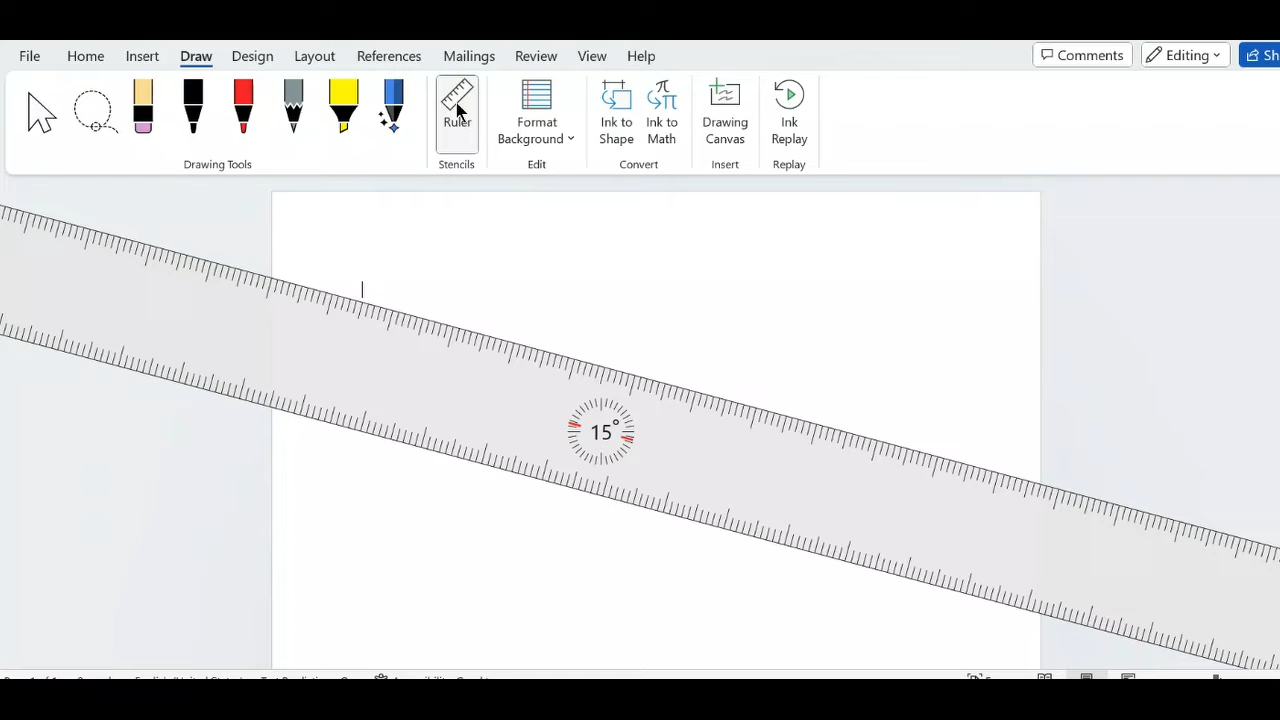 File Home Insert Draw Design Layout References Mailings Review View Help Comments Editing Sh
Ruler Format Background Ink to Shape Ink to Math Drawing Canvas Ink Replay
Drawing Tools Stencils Edit Convert Insert Replay
15°